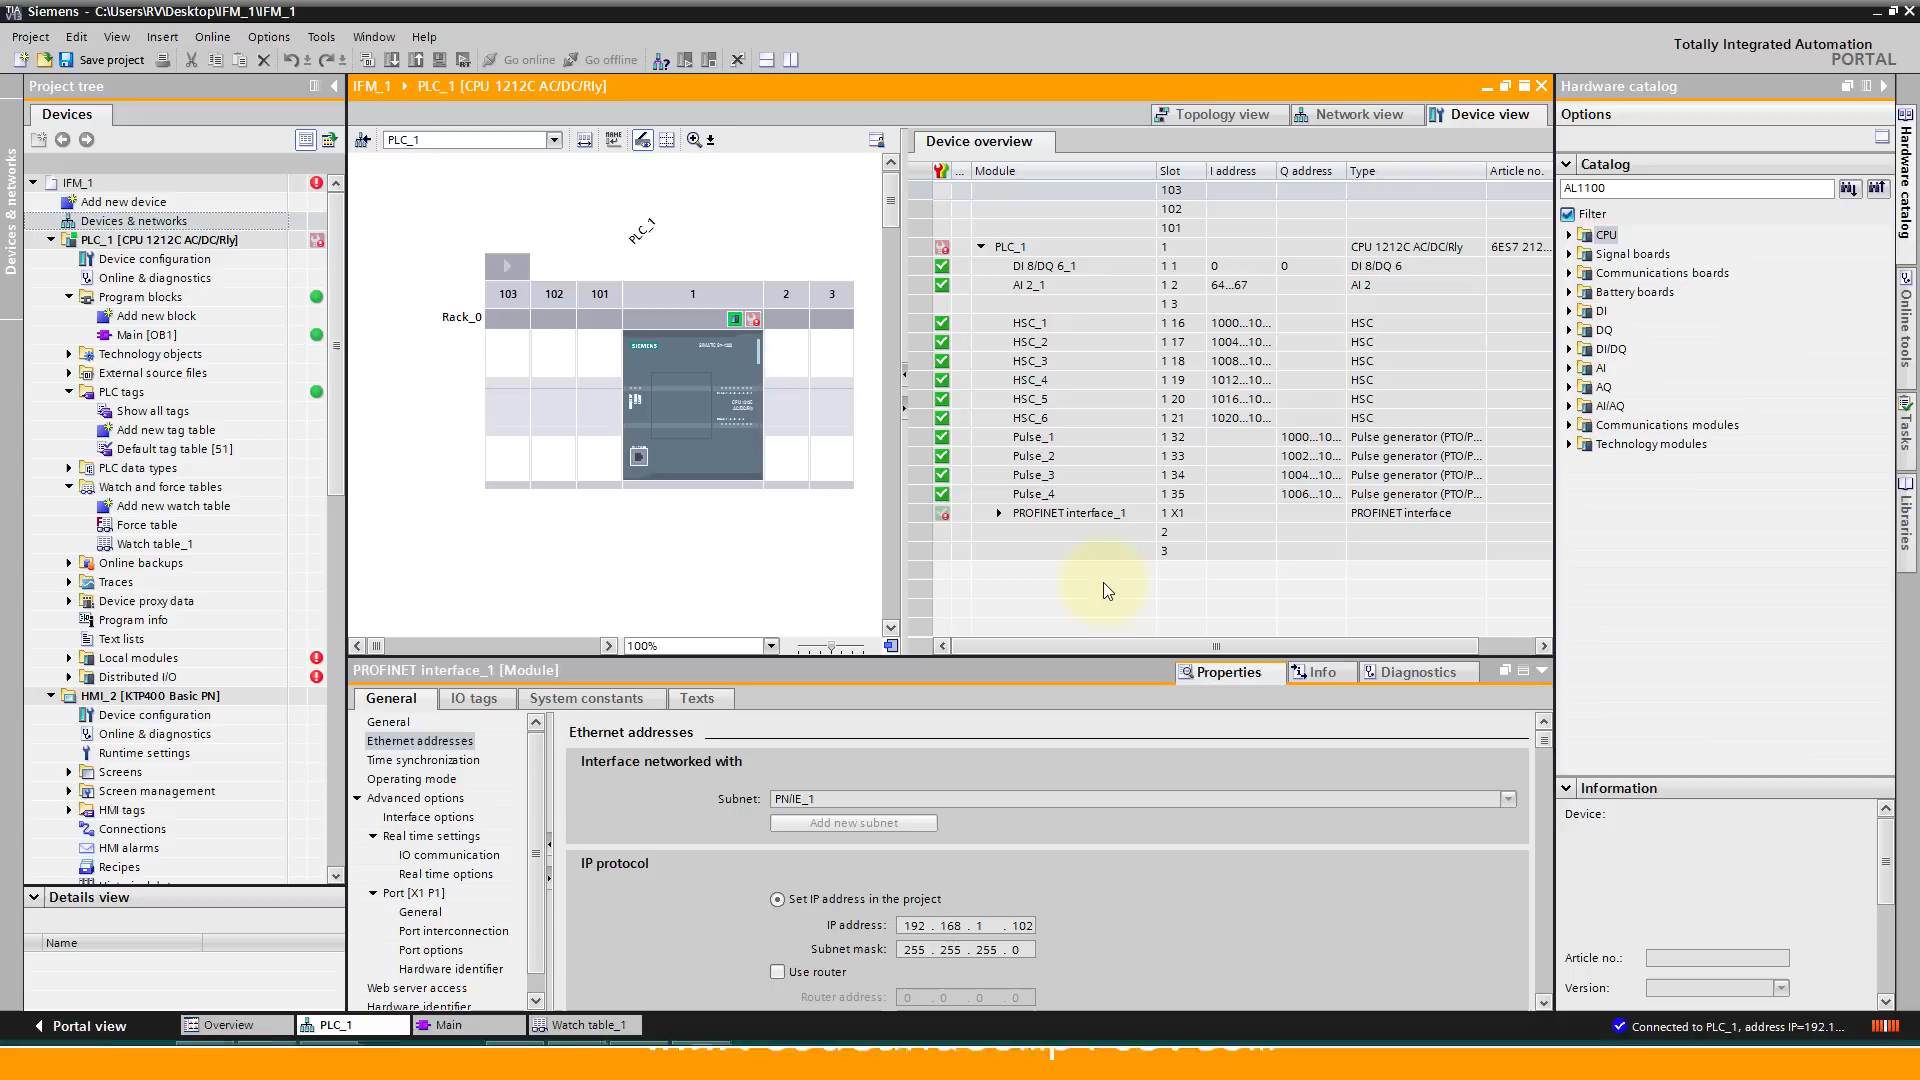 Siemens - C:\Users\RV\Desktop\IFM_1\IFM_1
Project Edit View Insert Online Options Tools Window Help
Save project Go online Go offline
Totally Integrated Automation
PORTAL
Project tree
Devices
Devices & networks
IFM_1
Add new device
Devices & networks
PLC_1 [CPU 1212C AC/DC/Rly]
Device configuration
Online & diagnostics
Program blocks
Add new block
Main [OB1]
Technology objects
External source files
PLC tags
Show all tags
Add new tag table
Default tag table [51]
PLC data types
Watch and force tables
Add new watch table
Force table
Watch table_1
Online backups
Traces
Device proxy data
Program info
Text lists
Local modules
Distributed I/O
HMI_2 [KTP400 Basic PN]
Device configuration
Online & diagnostics
Runtime settings
Screens
Screen management
HMI tags
Connections
HMI alarms
Recipes
Details view
Name
IFM_1 PLC_1 [CPU 1212C AC/DC/Rly]
Topology view Network view Device view
PLC_1
PLC_1
103 102 101 1 2 3
Rack_0
SIEMENS
100%
Device overview
... Module Slot I address Q address Type Article no.
103
102
101
PLC_1 1 CPU 1212C AC/DC/Rly 6ES7 212...
DI 8/DQ 6_1 1 1 0 0 DI 8/DQ 6
AI 2_1 1 2 64...67 AI 2
1 3
HSC_1 1 16 1000...10... HSC
HSC_2 1 17 1004...10... HSC
HSC_3 1 18 1008...10... HSC
HSC_4 1 19 1012...10... HSC
HSC_5 1 20 1016...10... HSC
HSC_6 1 21 1020...10... HSC
Pulse_1 1 32 1000...10... Pulse generator (PTO/P...
Pulse_2 1 33 1002...10... Pulse generator (PTO/P...
Pulse_3 1 34 1004...10... Pulse generator (PTO/P...
Pulse_4 1 35 1006...10... Pulse generator (PTO/P...
PROFINET interface_1 1 X1 PROFINET interface
2
3
PROFINET interface_1 [Module]
Properties Info Diagnostics
General IO tags System constants Texts
General
Ethernet addresses
Time synchronization
Operating mode
Advanced options
Interface options
Real time settings
IO communication
Real time options
Port [X1 P1]
General
Port interconnection
Port options
Hardware identifier
Web server access
Hardware identifier
Ethernet addresses
Interface networked with
Subnet: PN/IE_1
Add new subnet
IP protocol
Set IP address in the project
IP address: 192 . 168 . 1 . 102
Subnet mask: 255 . 255 . 255 . 0
Use router
Router address: 0 . 0 . 0 . 0
Hardware catalog
Options
Catalog
AL1100
Filter
CPU
Signal boards
Communications boards
Battery boards
DI
DQ
DI/DQ
AI
AQ
AI/AQ
Communications modules
Technology modules
Information
Device:
Article no.:
Version:
Hardware catalog
Online tools
Tasks
Libraries
Portal view Overview PLC_1 Main Watch table_1
Connected to PLC_1, address IP=192.1...